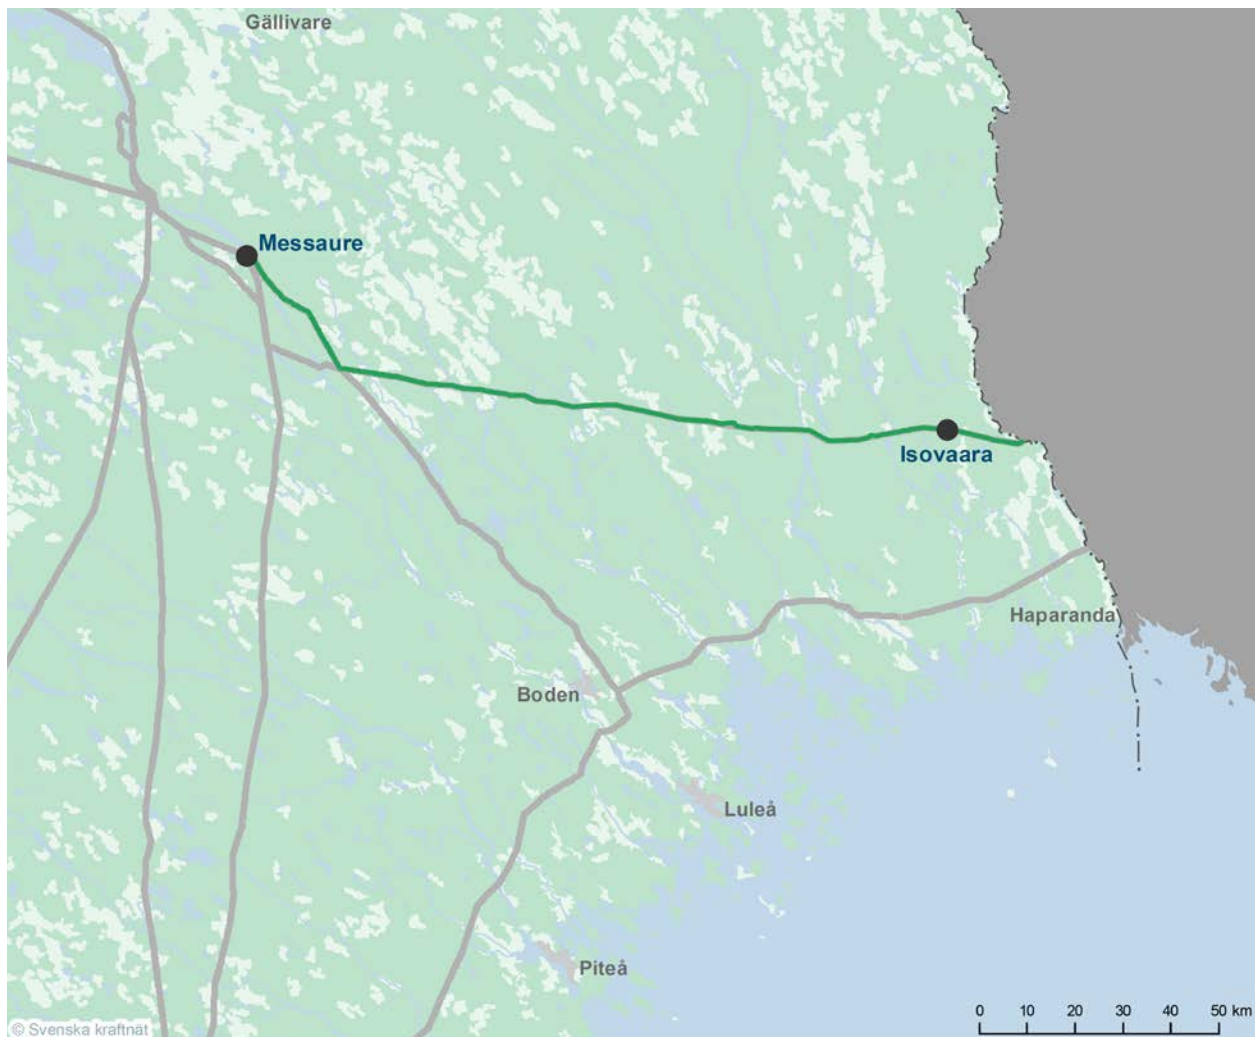 Gällivare
Messaure
Isovaara
Haparanda
Boden
Luleå
Piteå
© Svenska kraftnät
0 10 20 30 40 50 km